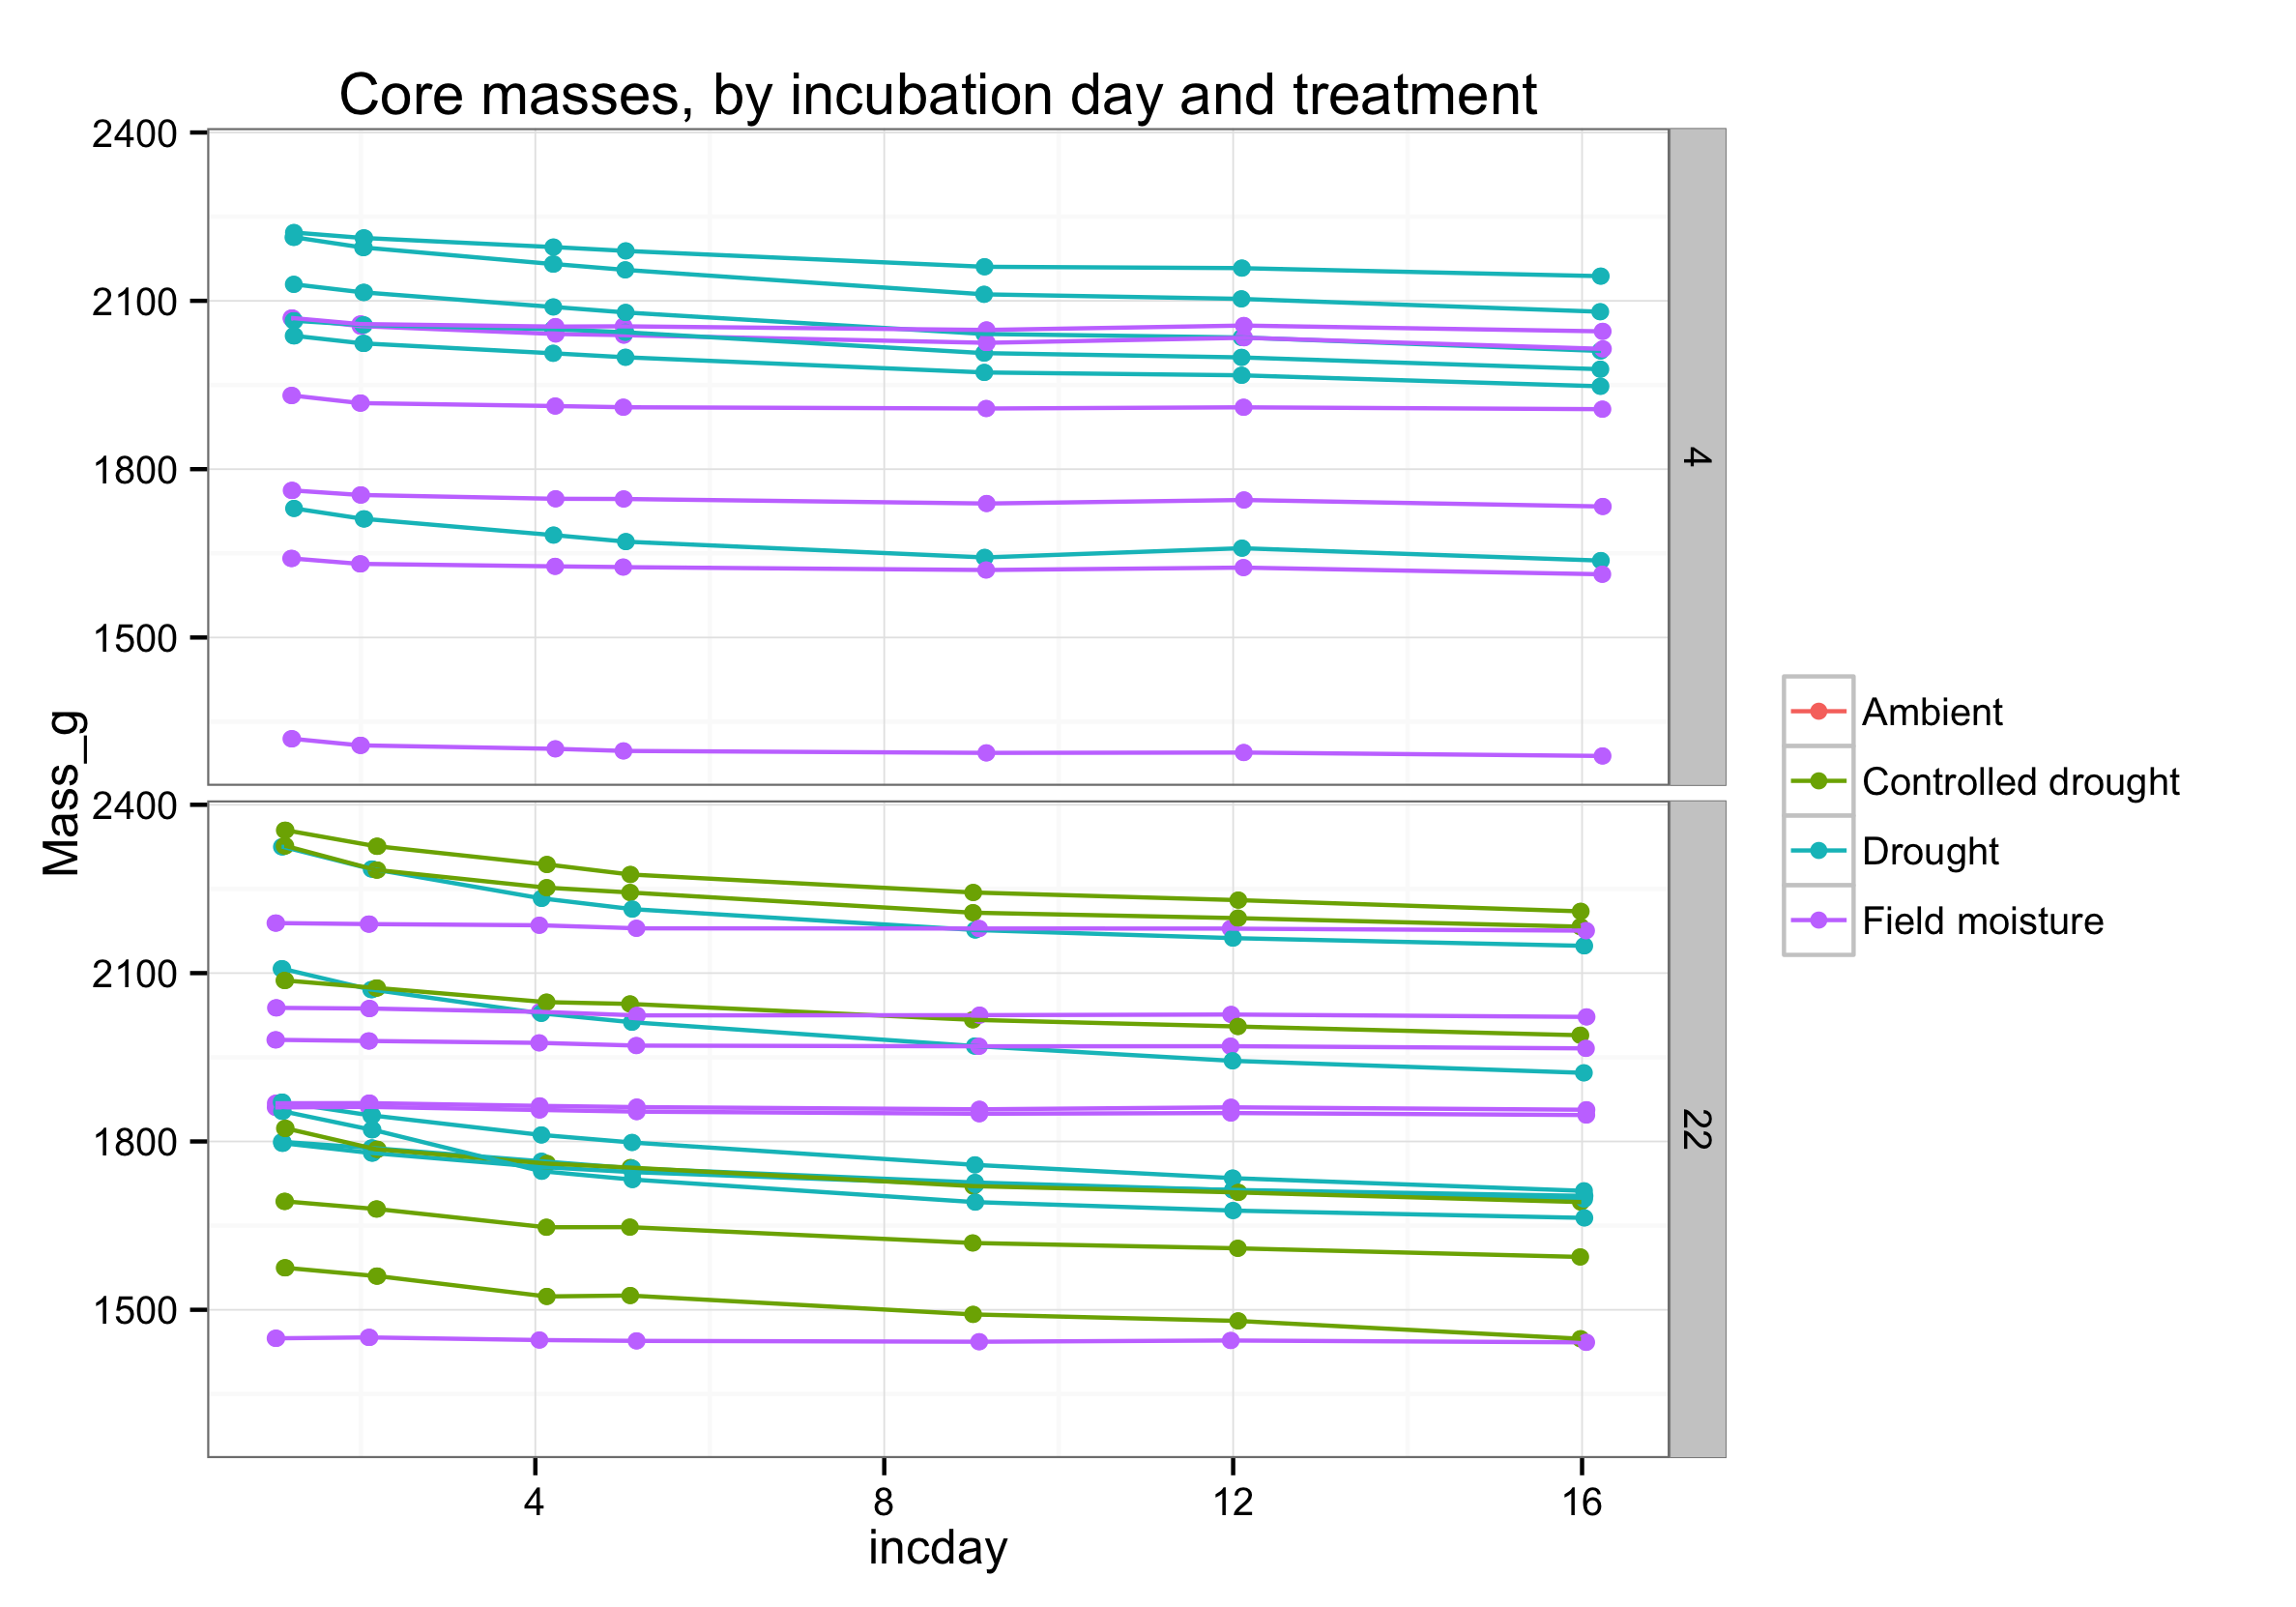 Core masses, by incubation day and treatment
2400
2100
1800
1500
4
Mass_g
2400
2100
1800
1500
22
4
8
12
16
incday
Ambient
Controlled drought
Drought
Field moisture